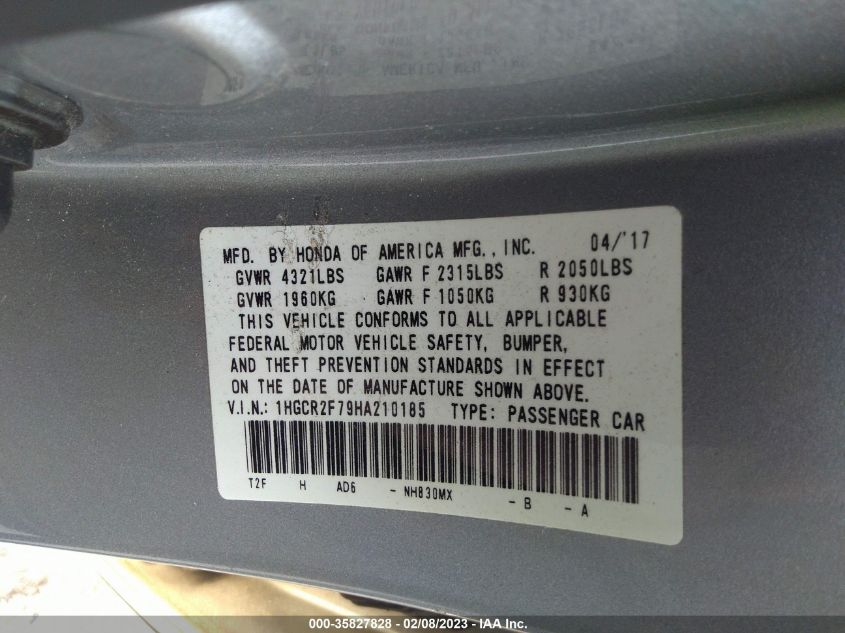 MFD. BY HONDA OF AMERICA MFG., INC. 04/'17
GVWR 4321LBS GAWR F 2315LBS R 2050LBS
GVWR 1960KG GAWR F 1050KG R 930KG
THIS VEHICLE CONFORMS TO ALL APPLICABLE
FEDERAL MOTOR VEHICLE SAFETY, BUMPER,
AND THEFT PREVENTION STANDARDS IN EFFECT
ON THE DATE OF MANUFACTURE SHOWN ABOVE.
V.I.N.: 1HGCR2F79HA210185 TYPE: PASSENGER CAR
T2F H AD6 - NH830MX - B - A
000-35827828 - 02/08/2023 - IAA Inc.